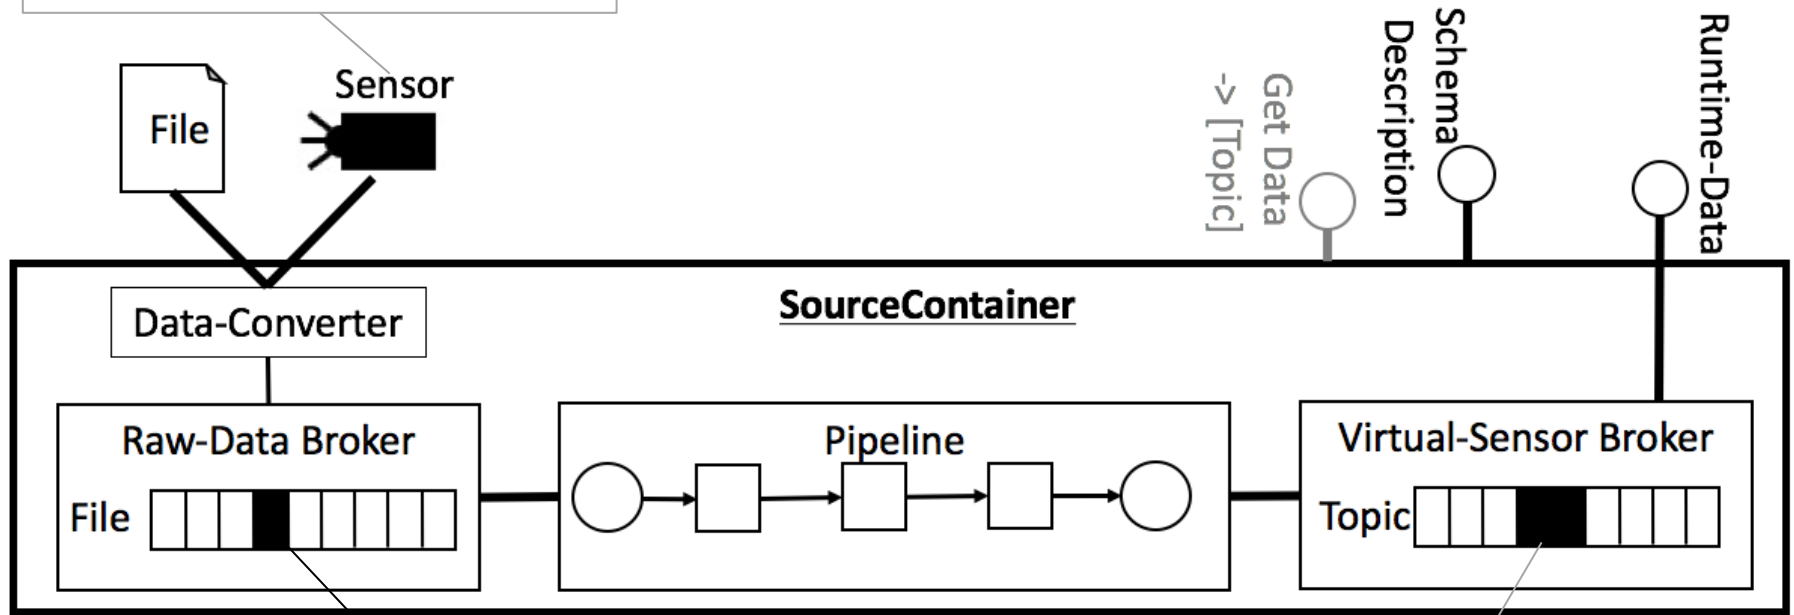 Sensor
File
Get Data
-> [Topic]
Schema
Description
Runtime-Data
SourceContainer
Data-Converter
Raw-Data Broker
File
Pipeline
Virtual-Sensor Broker
Topic